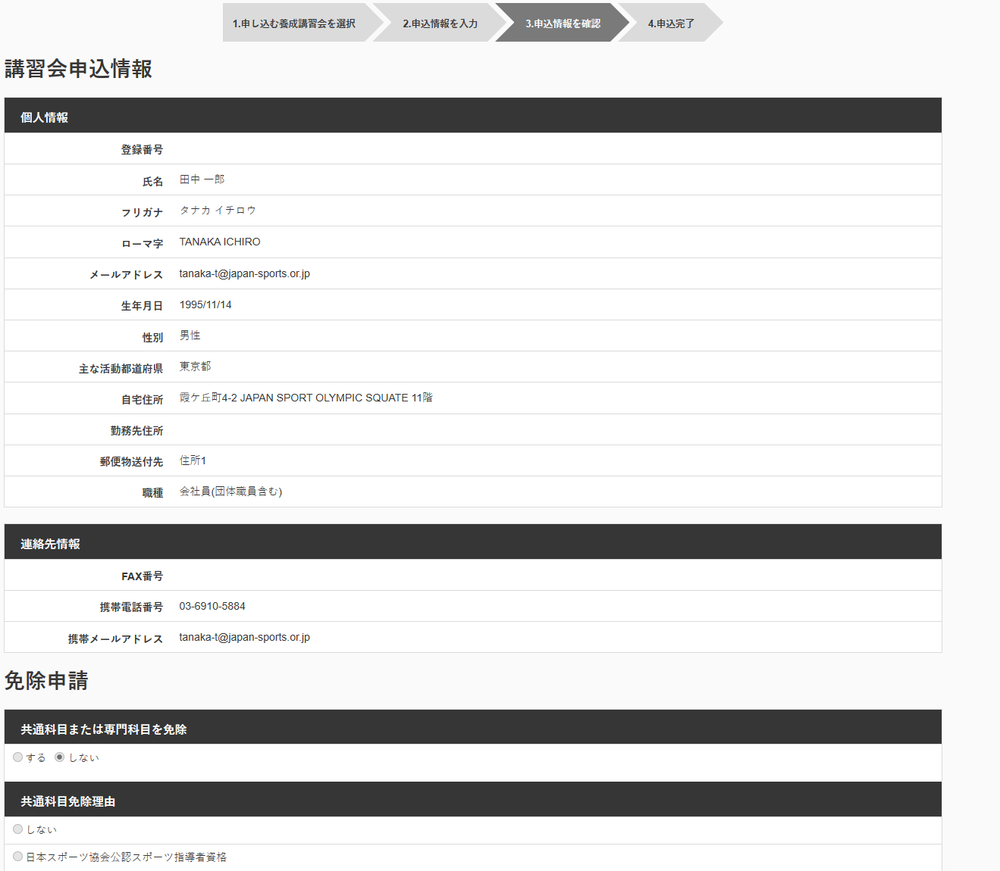 1.申し込む養成講習会を選択 2.申込情報を入力 3.申込情報を確認 4.申込完了
講習会申込情報
個人情報
登録番号
氏名 田中 一郎
フリガナ タナカ イチロウ
ローマ字 TANAKA ICHIRO
メールアドレス tanaka-t@japan-sports.or.jp
生年月日 1995/11/14
性別 男性
主な活動都道府県 東京都
自宅住所 霞ケ丘町4-2 JAPAN SPORT OLYMPIC SQUATE 11階
勤務先住所
郵便物送付先 住所1
職種 会社員(団体職員含む)
連絡先情報
FAX番号
携帯電話番号 03-6910-5884
携帯メールアドレス tanaka-t@japan-sports.or.jp
免除申請
共通科目または専門科目を免除
する しない
共通科目免除理由
しない
日本スポーツ協会公認スポーツ指導者資格